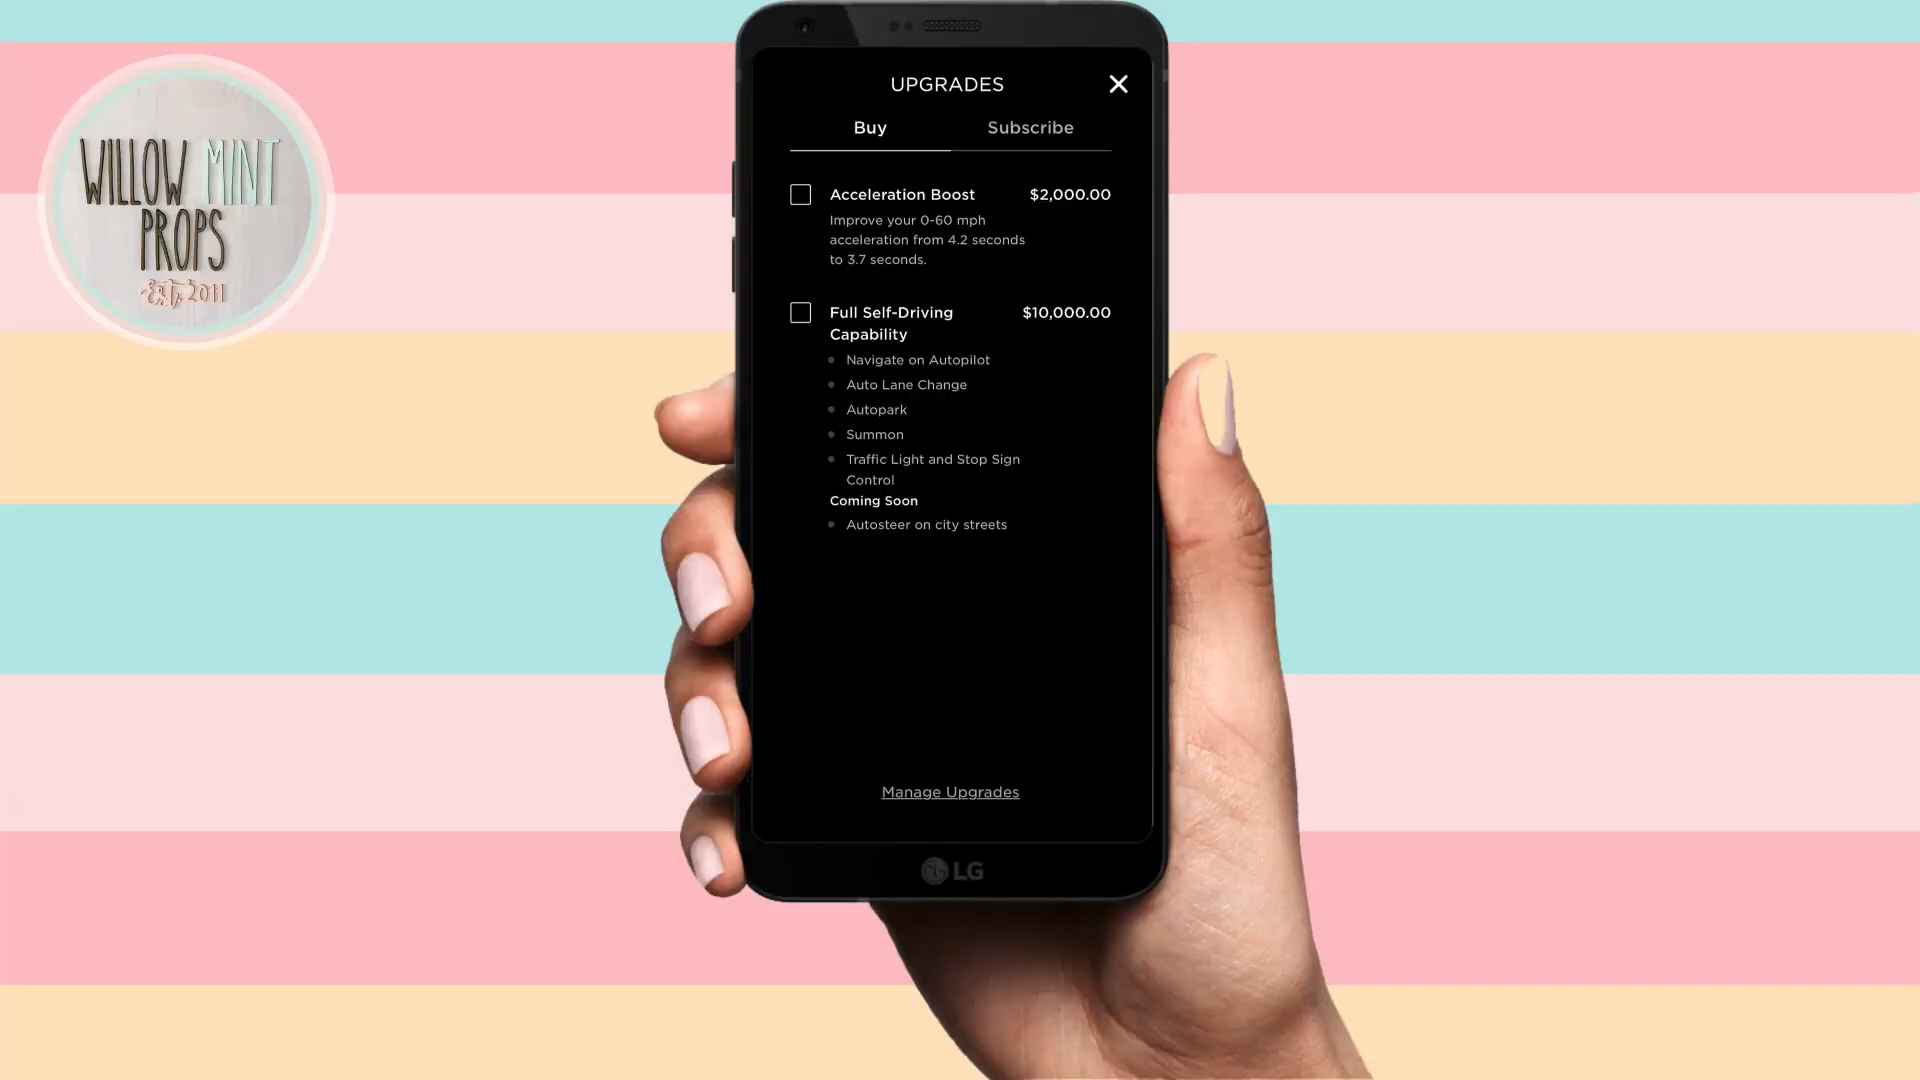 WILLOW MINT
PROPS
Est. 2011
UPGRADES
Buy
Subscribe
Acceleration Boost
$2,000.00
Improve your 0-60 mph
acceleration from 4.2 seconds
to 3.7 seconds.
Full Self-Driving
$10,000.00
Capability
Navigate on Autopilot
Auto Lane Change
Autopark
Summon
Traffic Light and Stop Sign
Control
Coming Soon
Autosteer on city streets
Manage Upgrades
LG